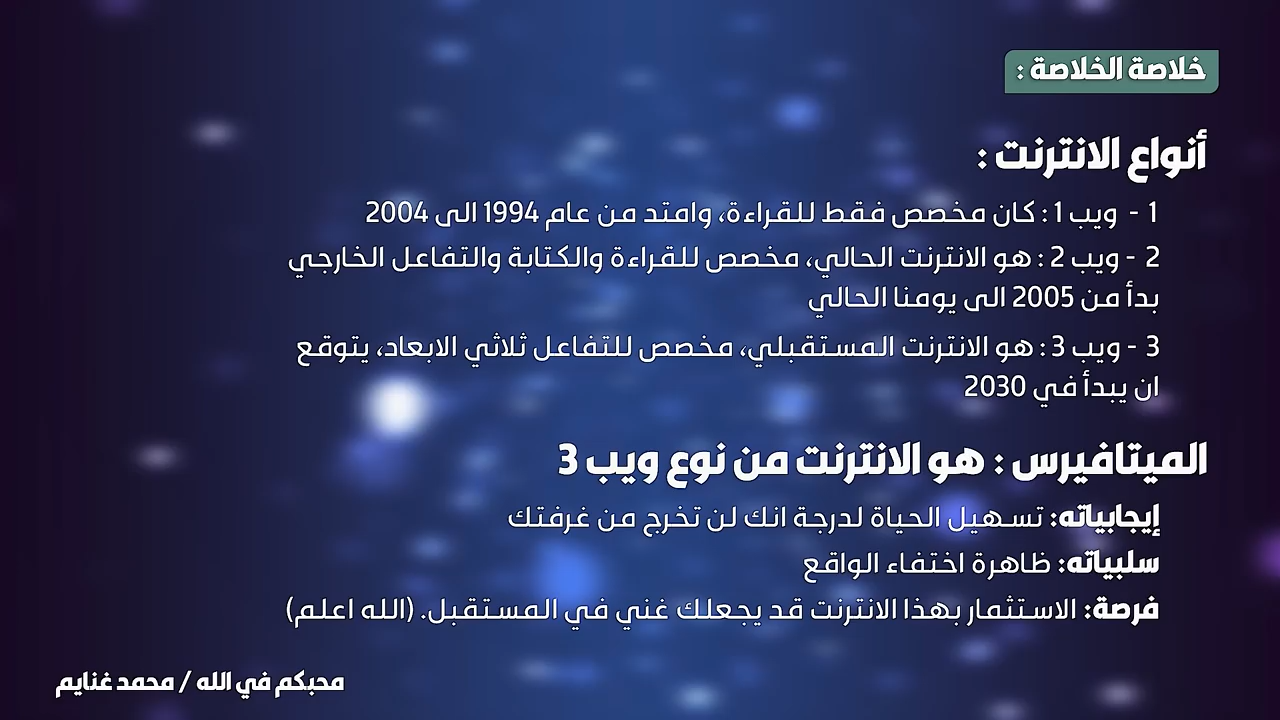 خلاصة الخلاصة :
أنواع الانترنت :
1 - ويب 1 : كان مخصص فقط للقراءة، وامتد من عام 1994 الى 2004
2 - ويب 2 : هو الانترنت الحالي، مخصص للقراءة والكتابة والتفاعل الخارجي
بدأ من 2005 الى يومنا الحالي
3 - ويب 3 : هو الانترنت المستقبلي، مخصص للتفاعل ثلاثي الابعاد، يتوقع
ان يبدأ في 2030
الميتافيرس : هو الانترنت من نوع ويب 3
إيجابياته: تسهيل الحياة لدرجة انك لن تخرج من غرفتك
سلبياته: ظاهرة اختفاء الواقع
فرصة: الاستثمار بهذا الانترنت قد يجعلك غني في المستقبل. (الله اعلم)
محبكم في الله / محمد غنايم